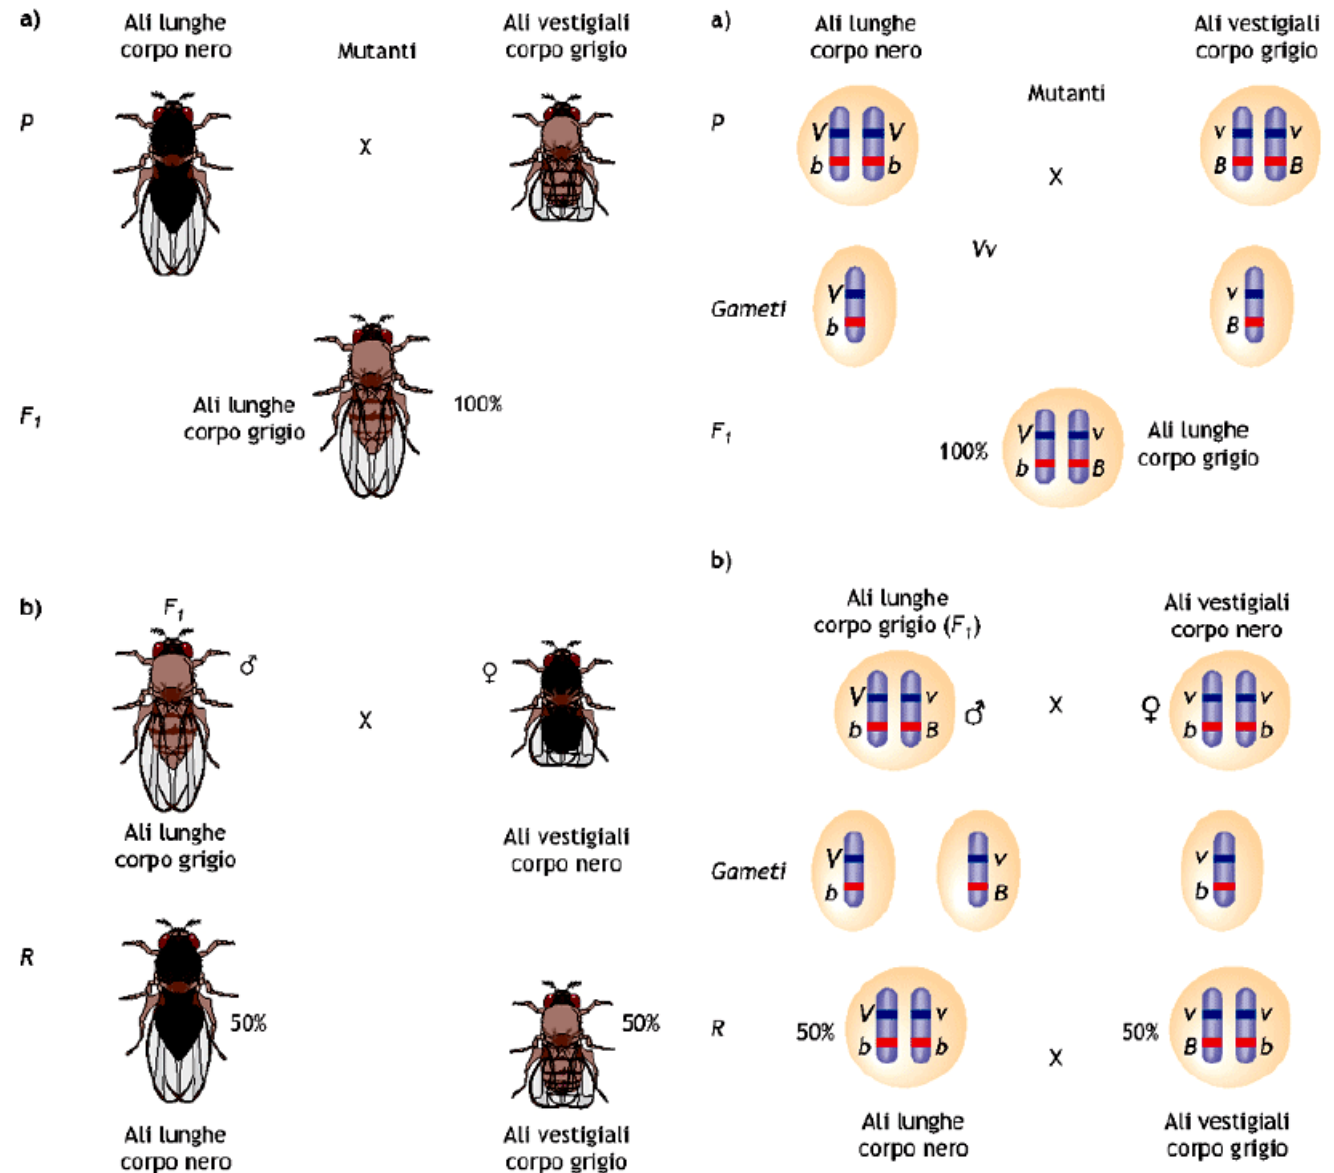 a)
Ali lunghe
corpo nero
Mutanti
Ali vestigiali
corpo grigio
P
X
F1
Ali lunghe
corpo grigio
100%
b)
F1
♂
X
♀
Ali lunghe
corpo grigio
Ali vestigiali
corpo nero
R
50%
50%
Ali lunghe
corpo nero
Ali vestigiali
corpo grigio
a)
Ali lunghe
corpo nero
Ali vestigiali
corpo grigio
Mutanti
P
V V
b b
X
v v
B B
Vv
Gameti
V
b
v
B
F1
100%
V v
b B
Ali lunghe
corpo grigio
b)
Ali lunghe
corpo grigio (F1)
Ali vestigiali
corpo nero
V v
b B
♂
X
♀
v v
b b
Gameti
V
b
v
B
v
b
R
50%
V v
b b
X
50%
v v
B b
Ali lunghe
corpo nero
Ali vestigiali
corpo grigio